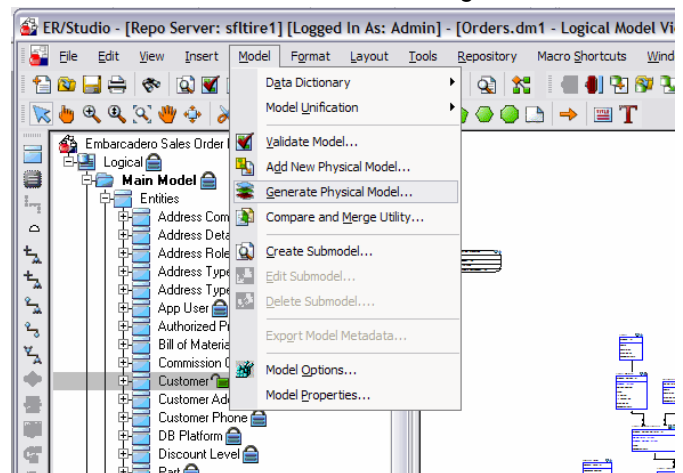 ER/Studio - [Repo Server: sfltire1] [Logged In As: Admin] - [Orders.dm1 - Logical Model Vi
File Edit View Insert Model Format Layout Tools Repository Macro Shortcuts Wind
Data Dictionary
Model Unification
Validate Model...
Add New Physical Model...
Generate Physical Model...
Compare and Merge Utility...
Create Submodel...
Edit Submodel...
Delete Submodel....
Export Model Metadata...
Model Options...
Model Properties...
Embarcadero Sales Order
Logical
Main Model
Entities
Address Com
Address Deta
Address Role
Address Type
Address Type
App User
Authorized Pr
Bill of Materia
Commission
Customer
Customer Ad
Customer Phone
DB Platform
Discount Level
Part